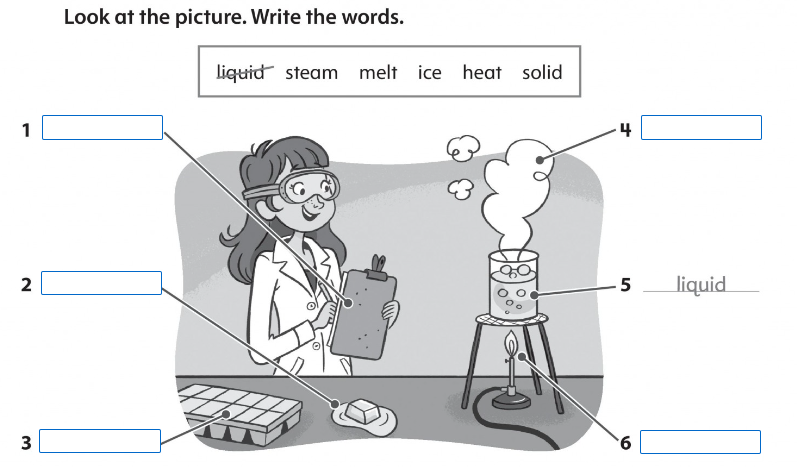 Look at the picture. Write the words.
liquid steam melt ice heat solid
1
4
2
5 liquid
3
6